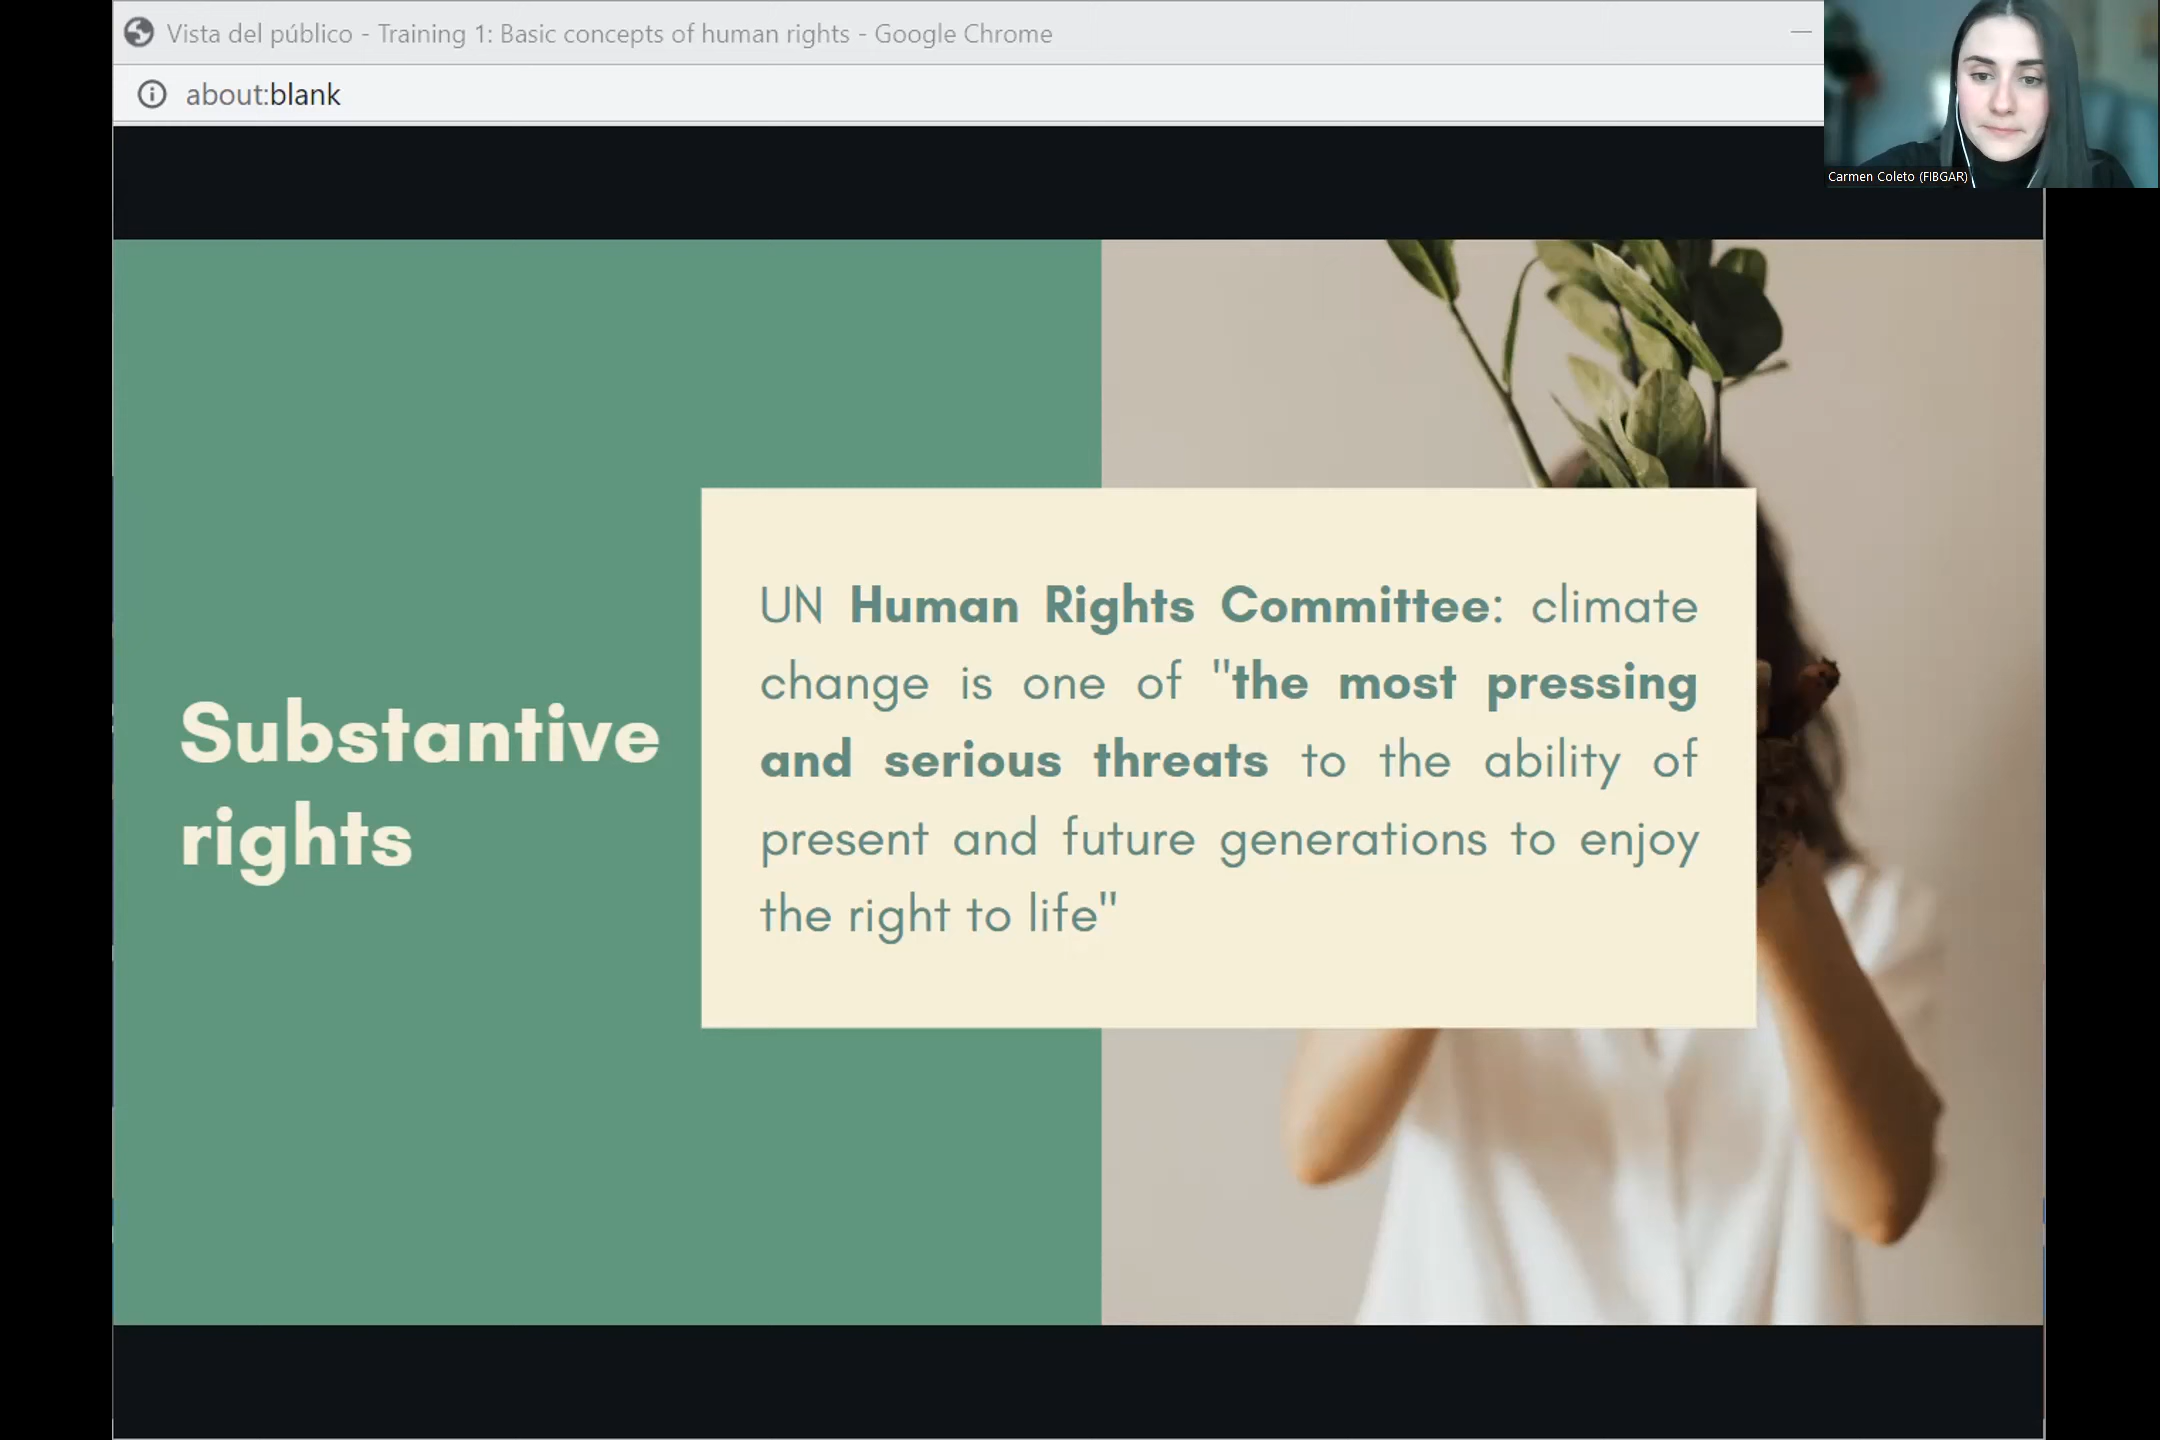 Vista del público - Training 1: Basic concepts of human rights - Google Chrome
about:blank
Carmen Coleto (FIBGAR)
Substantive
rights
UN Human Rights Committee: climate
change is one of "the most pressing
and serious threats to the ability of
present and future generations to enjoy
the right to life"